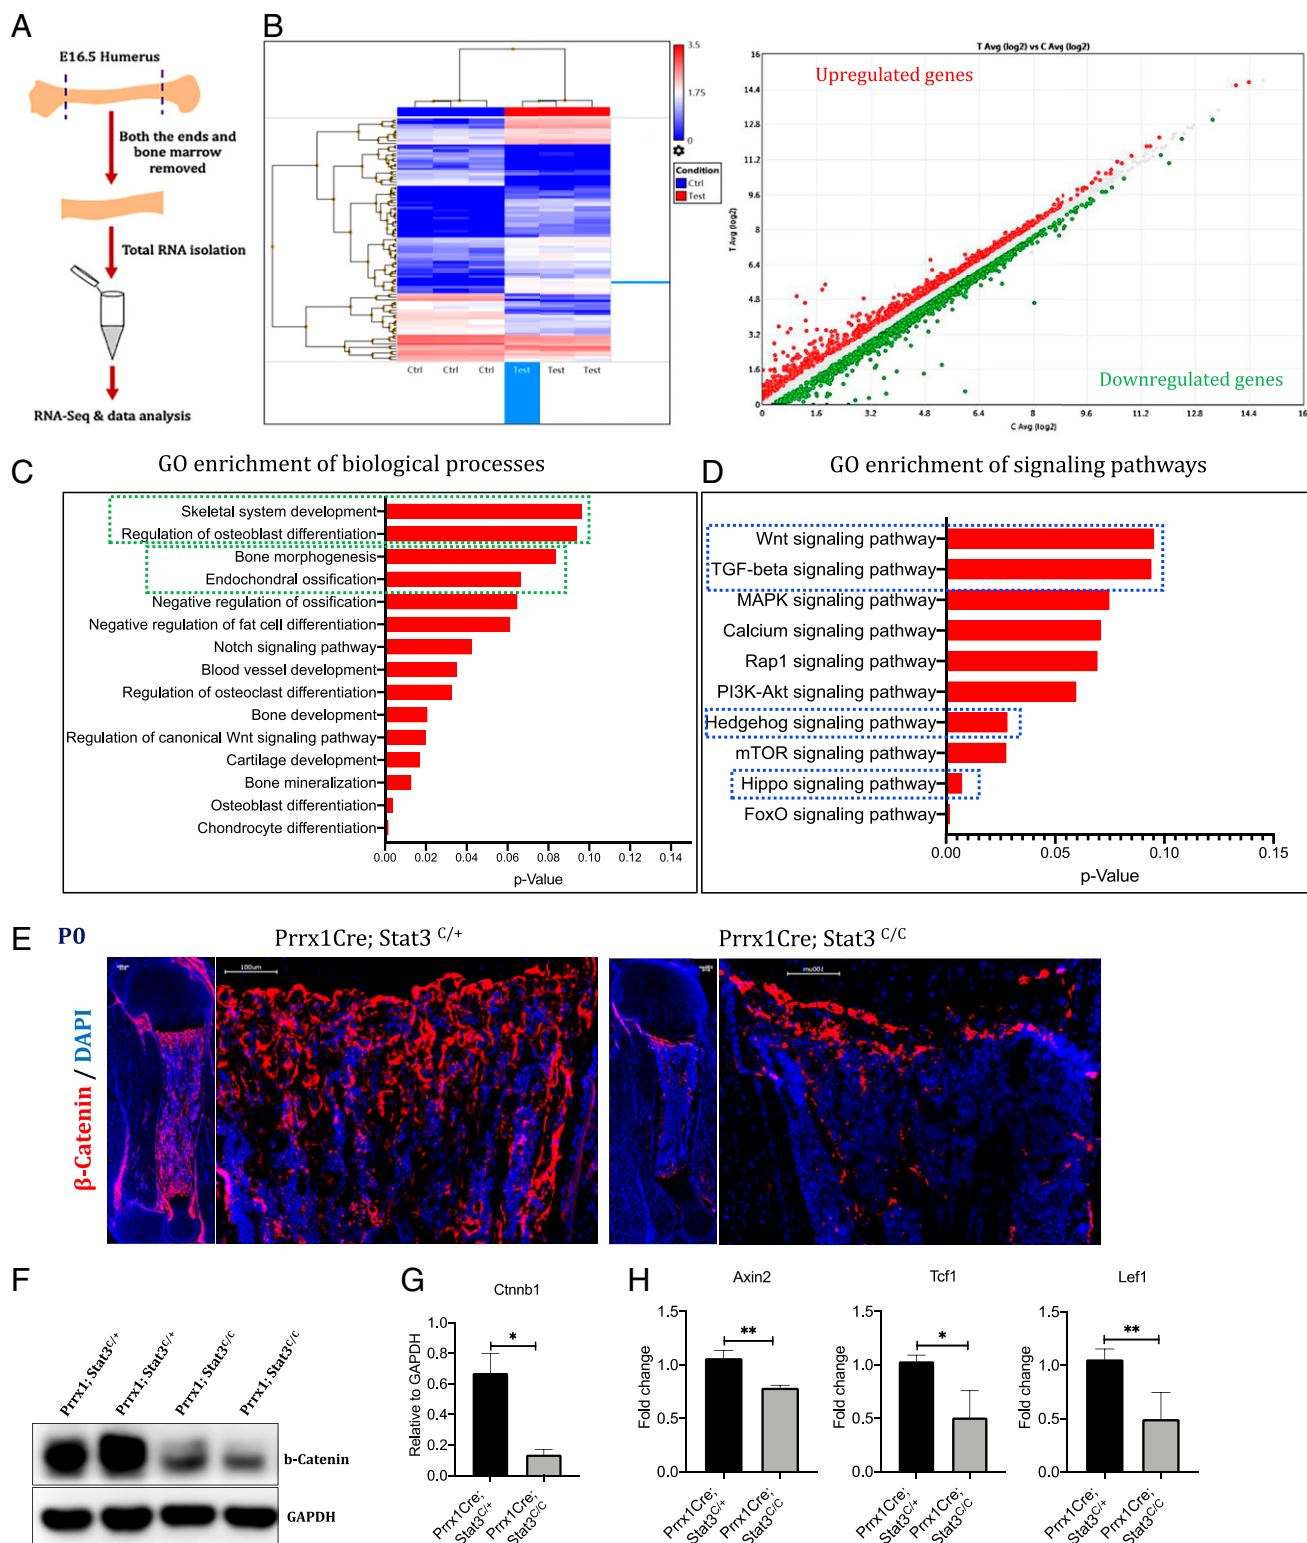 A
E16.5 Humerus
Both the ends and
bone marrow
removed
Total RNA isolation
RNA-Seq & data analysis
B
3.5
1.75
0
Condition
Ctrl
Test
Ctrl Ctrl Ctrl Test Test Test
T Avg (log2) vs C Avg (log2)
Upregulated genes
Downregulated genes
T Avg (log2)
16
14.4
12.8
11.2
9.6
8
6.4
4.8
3.2
1.6
0
0 1.6 3.2 4.8 6.4 8 9.6 11.2 12.8 14.4 16
C Avg (log2)
C
GO enrichment of biological processes
Skeletal system development
Regulation of osteoblast differentiation
Bone morphogenesis
Endochondral ossification
Negative regulation of ossification
Negative regulation of fat cell differentiation
Notch signaling pathway
Blood vessel development
Regulation of osteoclast differentiation
Bone development
Regulation of canonical Wnt signaling pathway
Cartilage development
Bone mineralization
Osteoblast differentiation
Chondrocyte differentiation
0.00 0.02 0.04 0.06 0.08 0.10 0.12 0.14
p-Value
D
GO enrichment of signaling pathways
Wnt signaling pathway
TGF-beta signaling pathway
MAPK signaling pathway
Calcium signaling pathway
Rap1 signaling pathway
PI3K-Akt signaling pathway
Hedgehog signaling pathway
mTOR signaling pathway
Hippo signaling pathway
FoxO signaling pathway
0.00 0.05 0.10 0.15
p-Value
E
P0
Prrx1Cre; Stat3 C/+
Prrx1Cre; Stat3 C/C
β-Catenin / DAPI
100um
100um
F
Prrx1; Stat3C/+
Prrx1; Stat3C/+
Prrx1; Stat3C/C
Prrx1; Stat3C/C
b-Catenin
GAPDH
G
Ctnnb1
Relative to GAPDH
1.0
0.8
0.6
0.4
0.2
0.0
*
Prrx1Cre;
Stat3C/+
Prrx1Cre;
Stat3C/C
H
Axin2
Fold change
1.5
1.0
0.5
0.0
**
Prrx1Cre;
Stat3C/+
Prrx1Cre;
Stat3C/C
Tcf1
Fold change
1.5
1.0
0.5
0.0
*
Prrx1Cre;
Stat3C/+
Prrx1Cre;
Stat3C/C
Lef1
Fold change
1.5
1.0
0.5
0.0
**
Prrx1Cre;
Stat3C/+
Prrx1Cre;
Stat3C/C